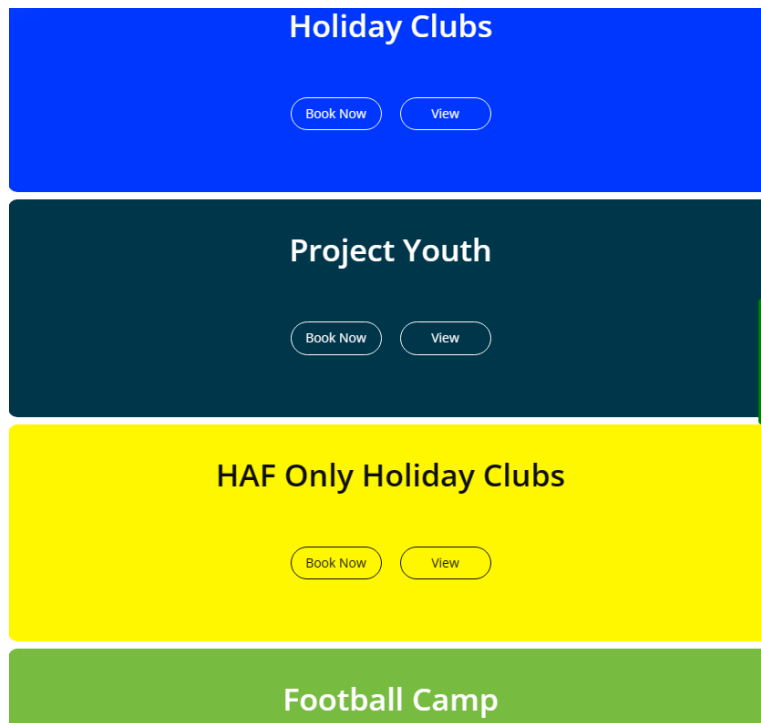 Holiday Clubs
Book Now View
Project Youth
Book Now View
HAF Only Holiday Clubs
Book Now View
Football Camp